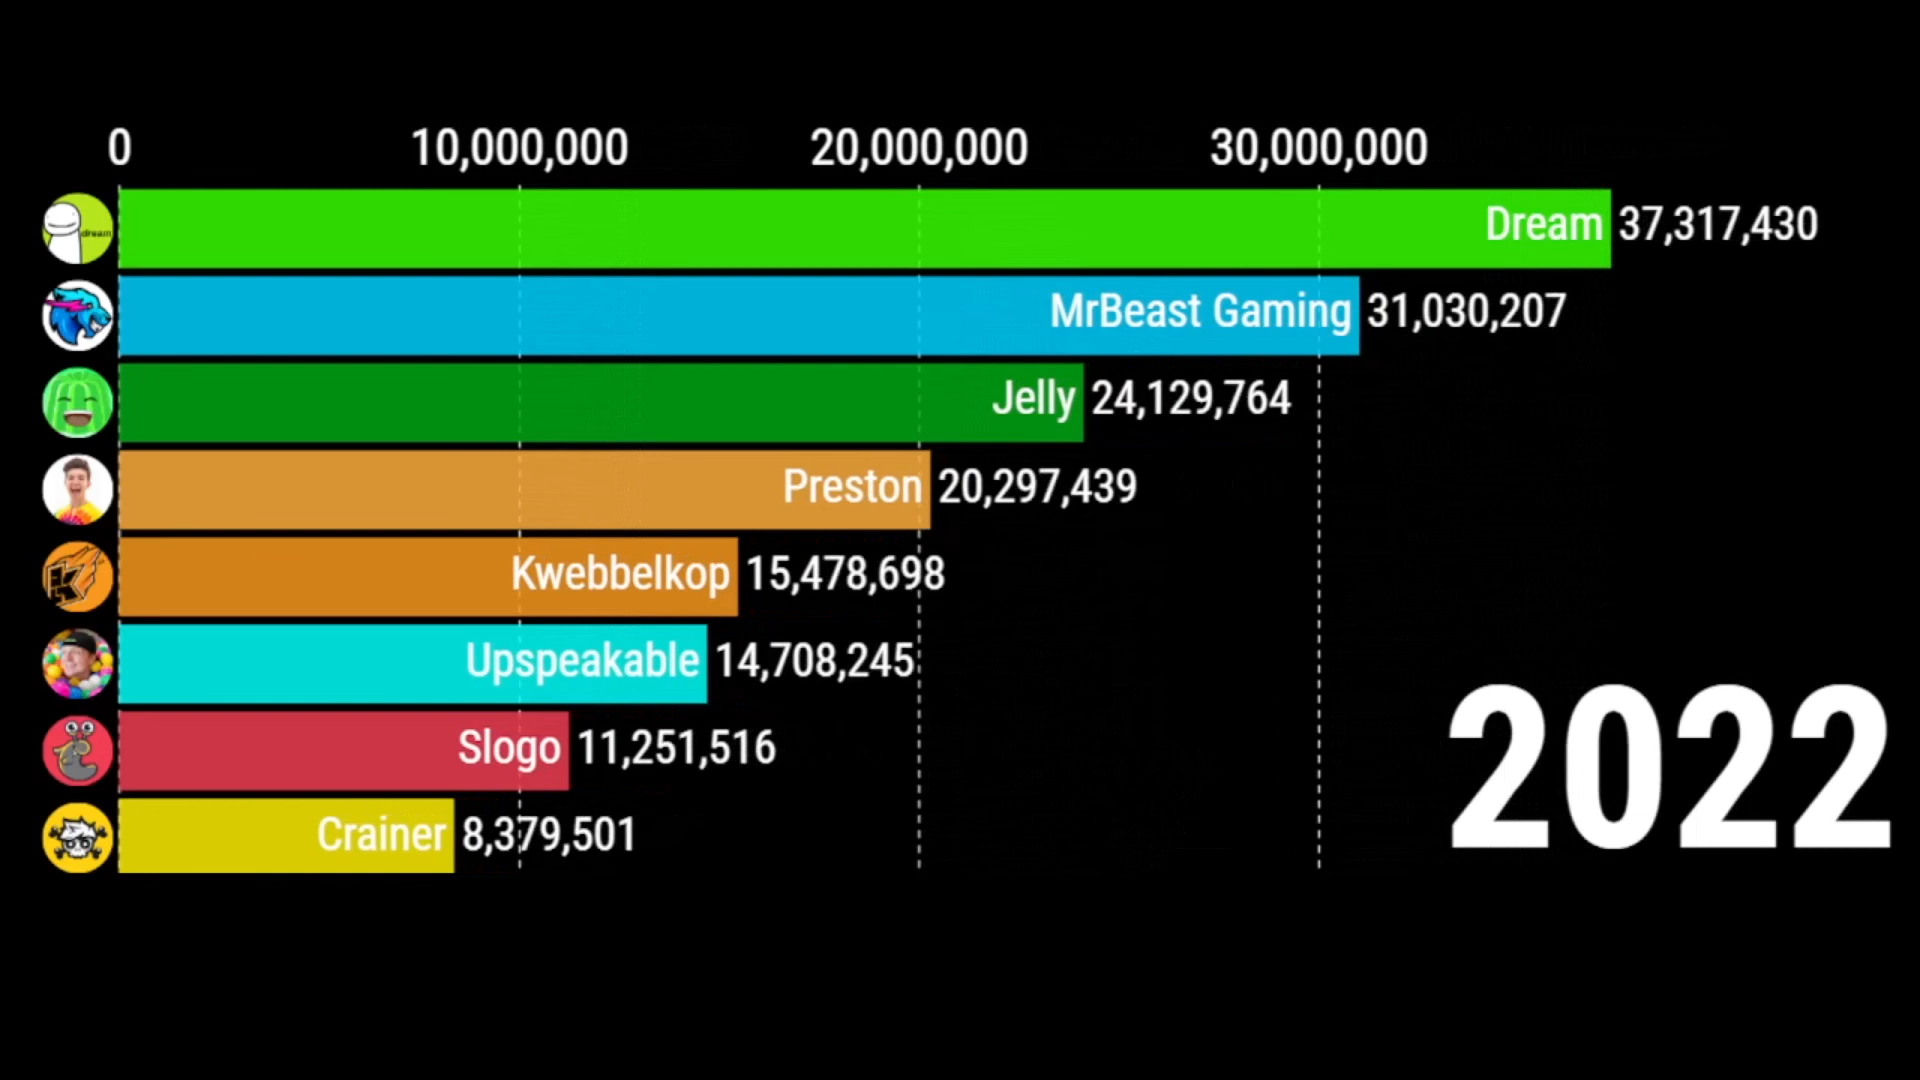 0 10,000,000 20,000,000 30,000,000
dream
Dream 37,317,430
MrBeast Gaming 31,030,207
Jelly 24,129,764
Preston 20,297,439
Kwebbelkop 15,478,698
Upspeakable 14,708,245
Slogo 11,251,516
Crainer 8,379,501
2022